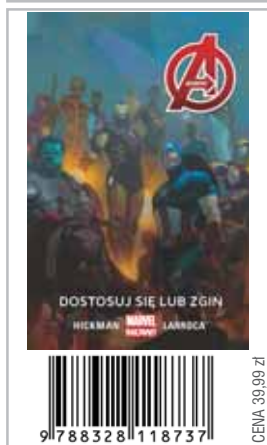 A
DOSTOSUJ SIĘ LUB ZGIŃ
HICKMAN MARVEL NOW! LARROCA
9 788328 118737
CENA 39,99 zł